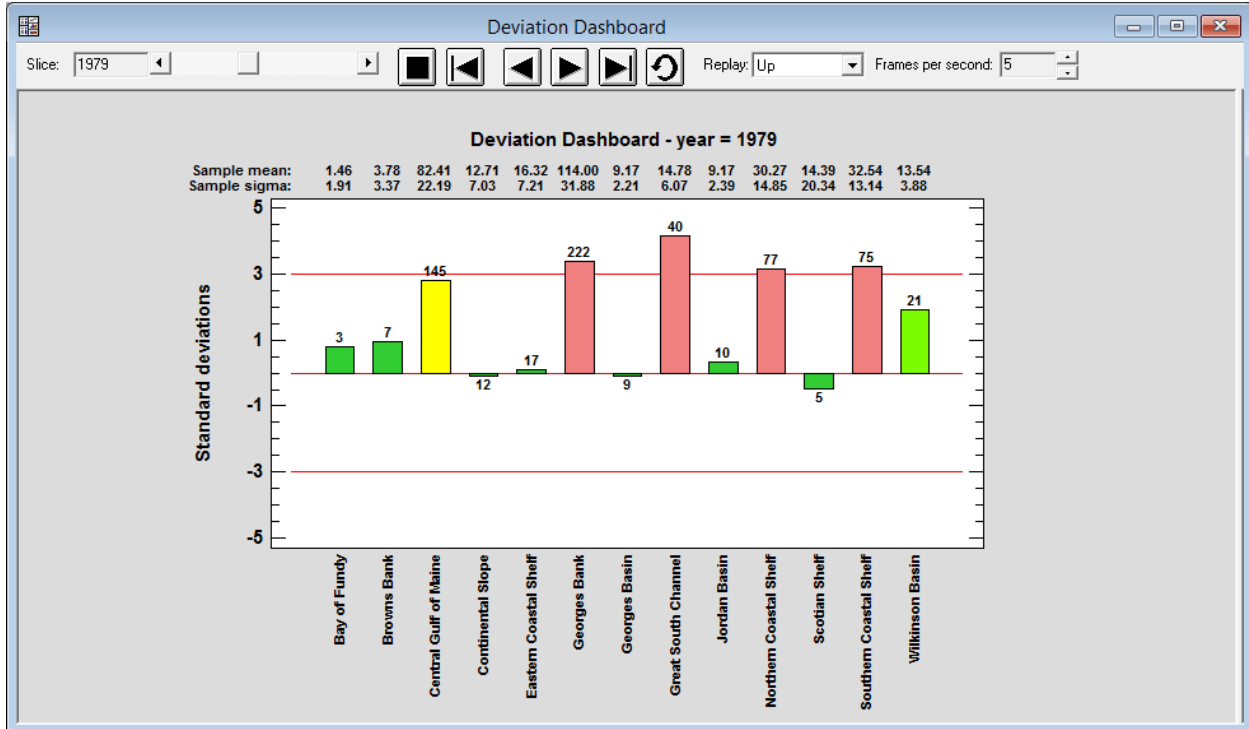 Deviation Dashboard
Slice: 1979 Replay: Up Frames per second: 5
Deviation Dashboard - year = 1979
Sample mean: 1.46 3.78 82.41 12.71 16.32 114.00 9.17 14.78 9.17 30.27 14.39 32.54 13.54
Sample sigma: 1.91 3.37 22.19 7.03 7.21 31.88 2.21 6.07 2.39 14.85 20.34 13.14 3.88
Standard deviations
5
3
1
-1
-3
-5
3
7
145
12
17
222
9
40
10
77
5
75
21
Bay of Fundy
Browns Bank
Central Gulf of Maine
Continental Slope
Eastern Coastal Shelf
Georges Bank
Georges Basin
Great South Channel
Jordan Basin
Northern Coastal Shelf
Scotian Shelf
Southern Coastal Shelf
Wilkinson Basin